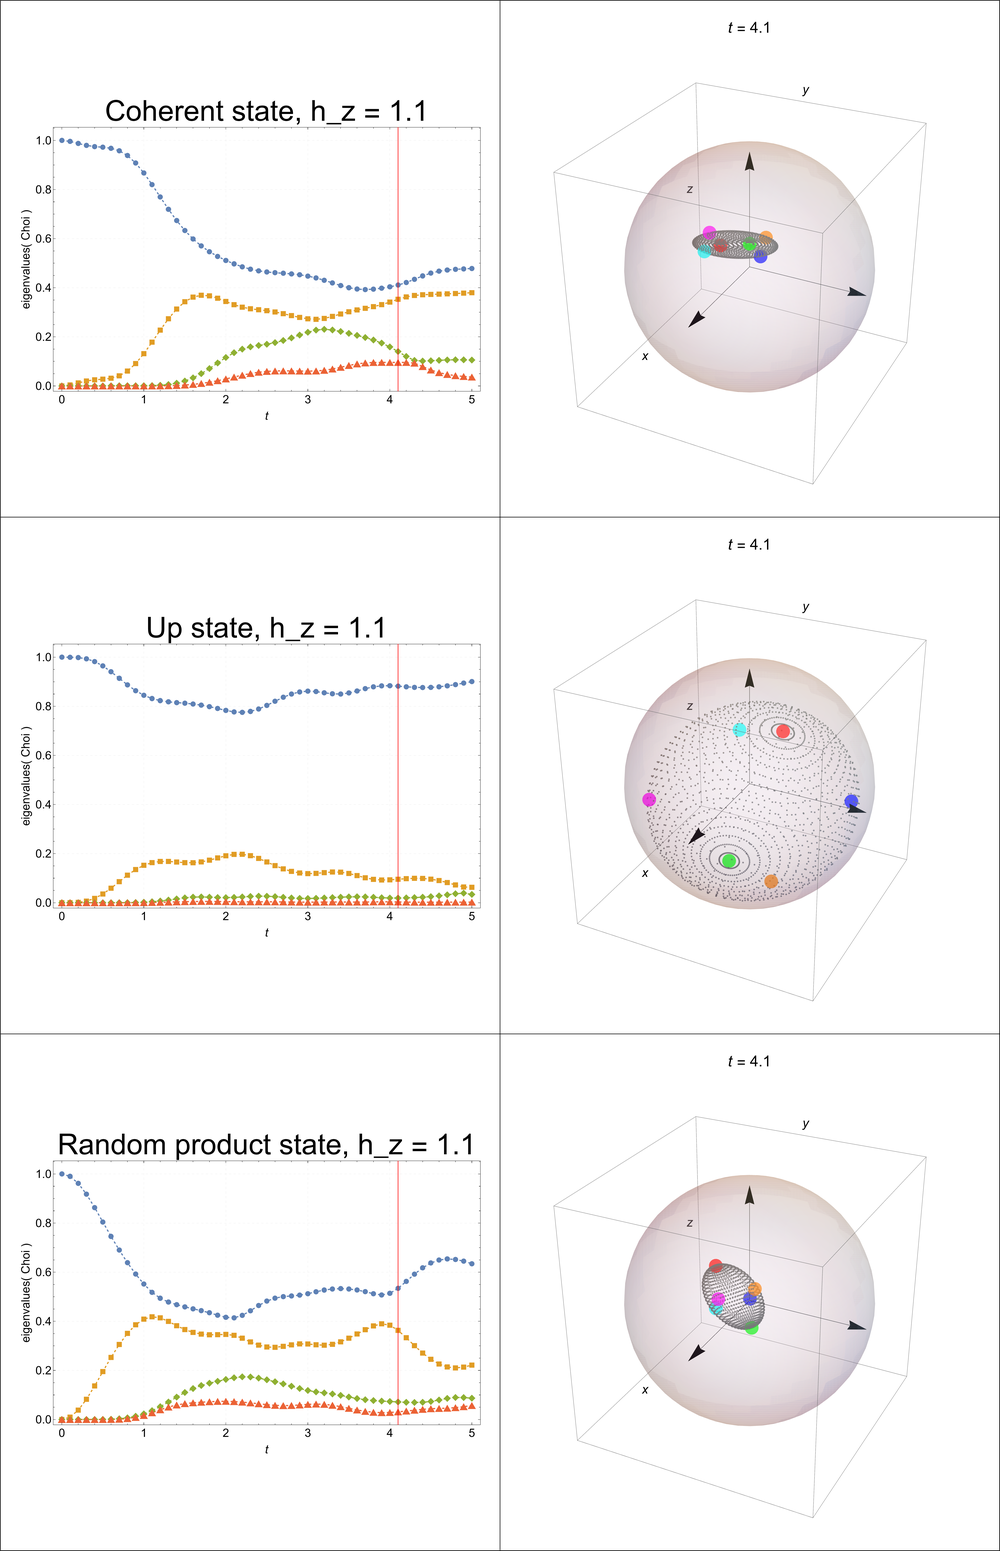 Coherent state, h_z = 1.1
eigenvalues( Choi )
1.0
0.8
0.6
0.4
0.2
0.0
0 1 2 3 4 5
t
t = 4.1
y
z
x
Up state, h_z = 1.1
eigenvalues( Choi )
1.0
0.8
0.6
0.4
0.2
0.0
0 1 2 3 4 5
t
t = 4.1
y
z
x
Random product state, h_z = 1.1
eigenvalues( Choi )
1.0
0.8
0.6
0.4
0.2
0.0
0 1 2 3 4 5
t
t = 4.1
y
z
x